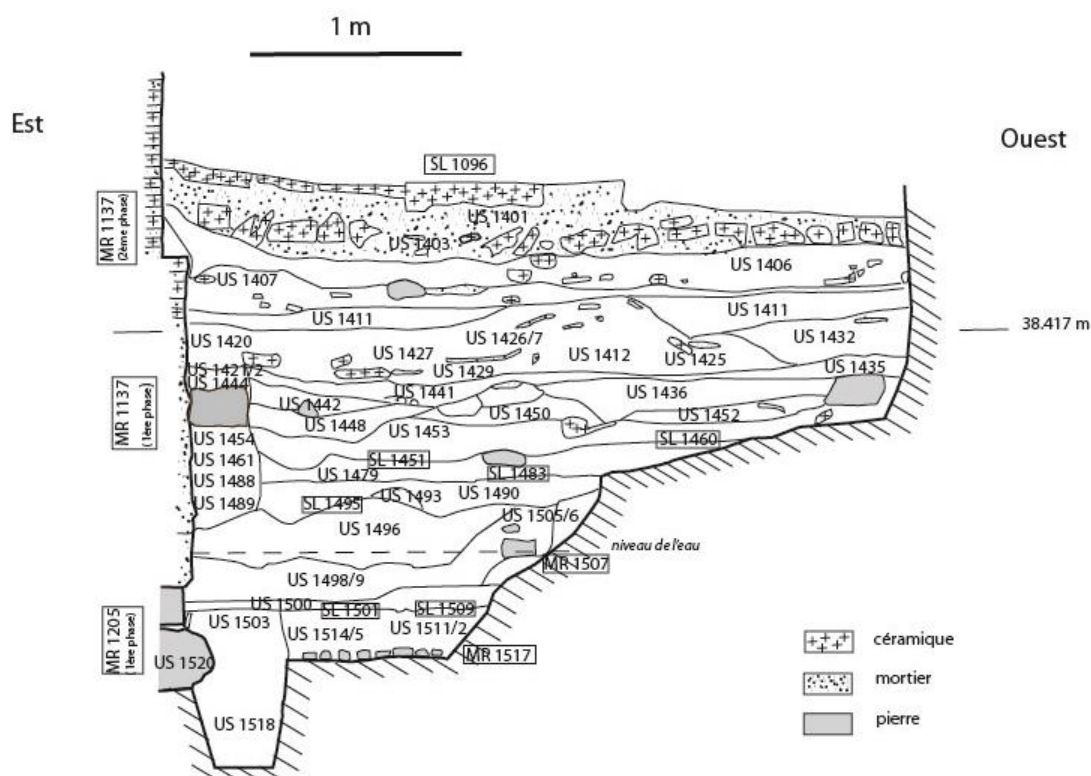 1 m
Est
Ouest
SL 1096
US 1401
MR 1137
(2ème phase)
US 1403
US 1406
US 1407
US 1411
US 1411
38.417 m
US 1420
US 1426/7
US 1432
US 1427
US 1412
US 1425
US 1421/2
US 1429
US 1435
US 1444
US 1441
US 1436
MR 1137
(1ère phase)
US 1442
US 1450
US 1452
US 1448
US 1453
US 1454
SL 1460
US 1461
SL 1451
US 1479
SL 1483
US 1488
US 1493
US 1490
US 1489
SL 1495
US 1505/6
US 1496
niveau de l'eau
MR 1507
US 1498/9
US 1500
SL 1501
SL 1509
US 1503
US 1514/5
US 1511/2
MR 1205
(1ère phase)
céramique
MR 1517
US 1520
mortier
US 1518
pierre